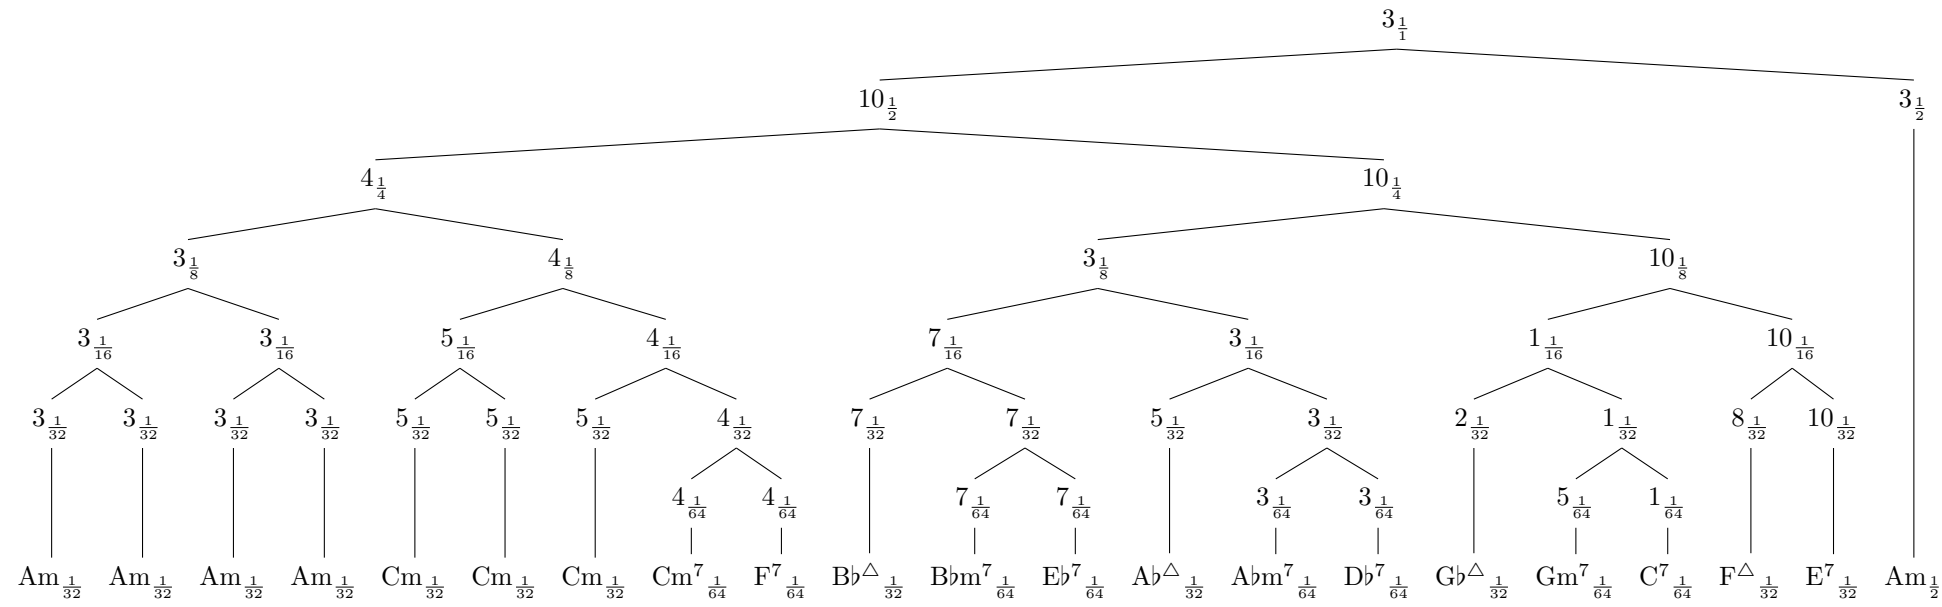 3 1/1
10 1/2 3 1/2
4 1/4 10 1/4
3 1/8 4 1/8 3 1/8 10 1/8
3 1/16 3 1/16 5 1/16 4 1/16 7 1/16 3 1/16 1 1/16 10 1/16
3 1/32 3 1/32 3 1/32 3 1/32 5 1/32 5 1/32 5 1/32 4 1/32 7 1/32 7 1/32 5 1/32 3 1/32 2 1/32 1 1/32 8 1/32 10 1/32
4 1/64 4 1/64 7 1/64 7 1/64 3 1/64 3 1/64 5 1/64 1 1/64
Am 1/32 Am 1/32 Am 1/32 Am 1/32 Cm 1/32 Cm 1/32 Cm 1/32 Cm⁷ 1/64 F⁷ 1/64 B♭△ 1/32 B♭m⁷ 1/64 E♭⁷ 1/64 A♭△ 1/32 A♭m⁷ 1/64 D♭⁷ 1/64 G♭△ 1/32 Gm⁷ 1/64 C⁷ 1/64 F△ 1/32 E⁷ 1/32 Am 1/2